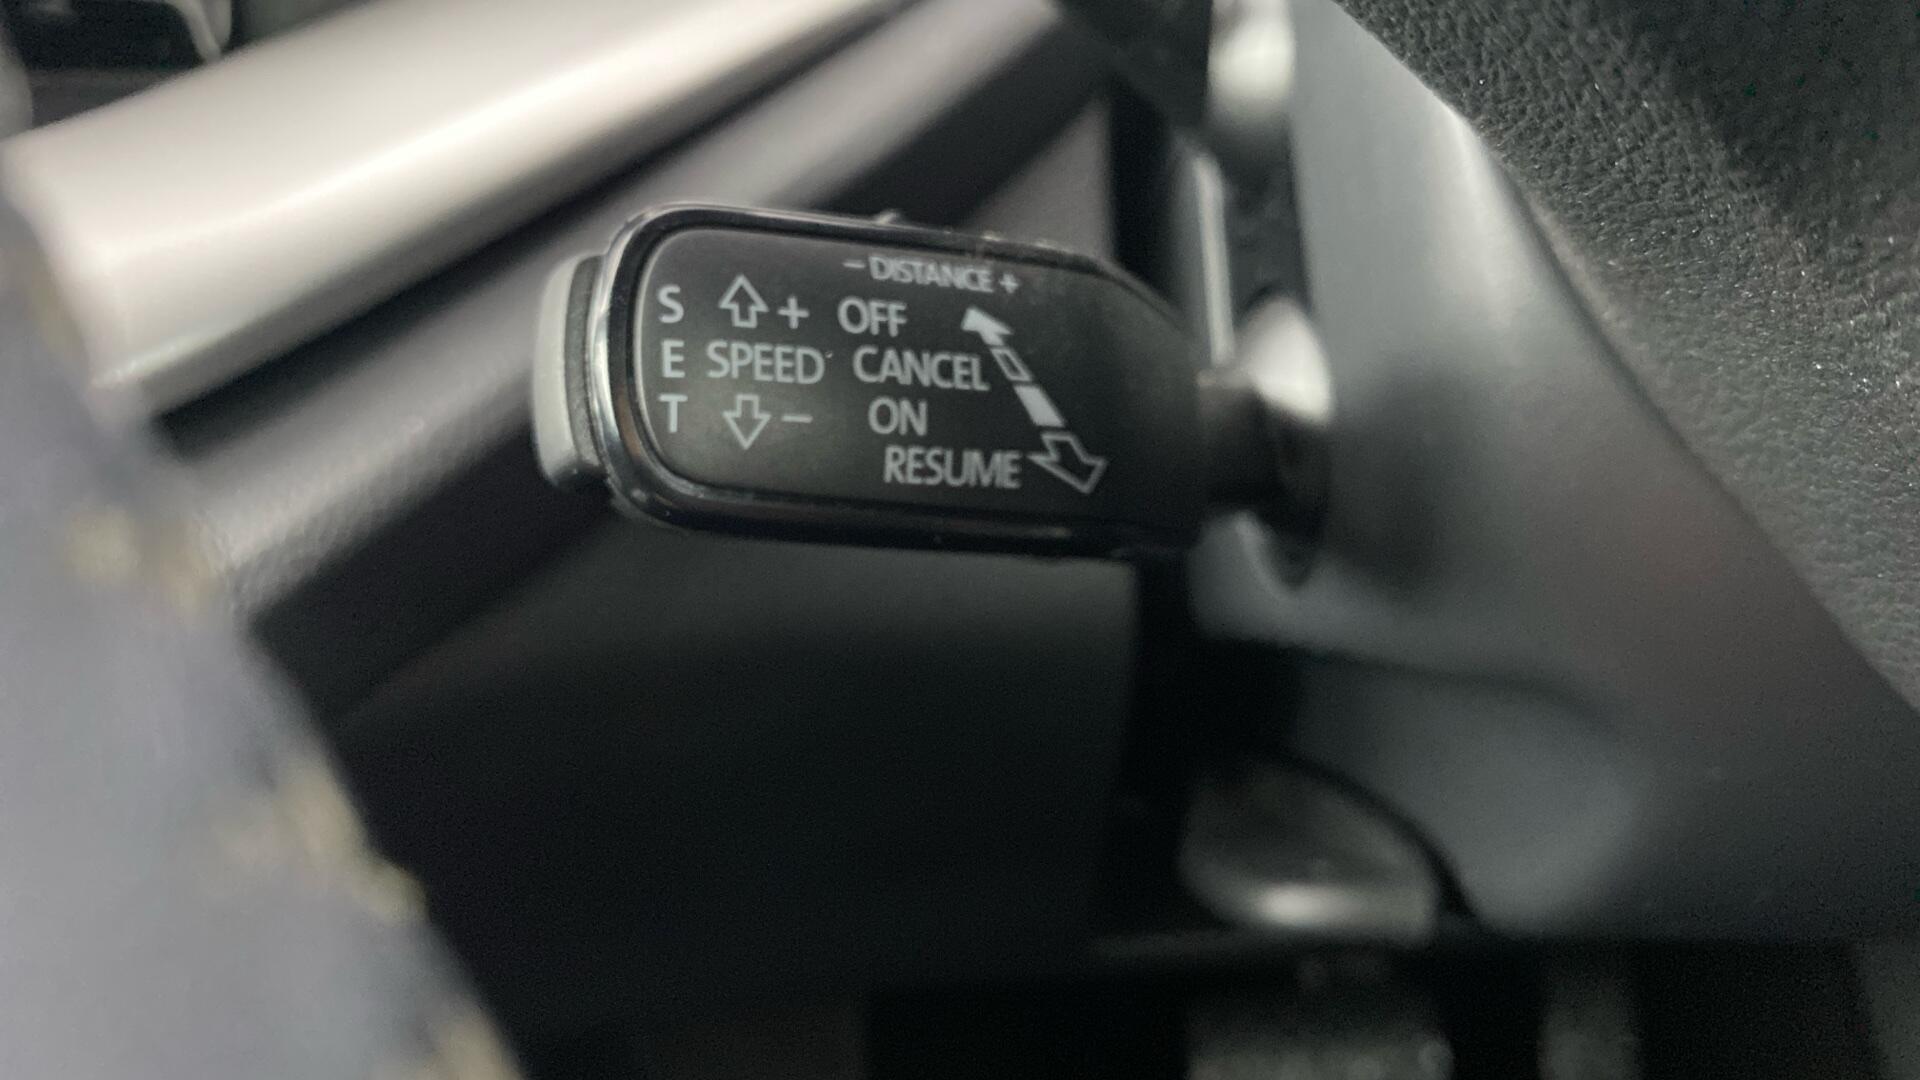 - DISTANCE +
S + OFF
E SPEED CANCEL
T - ON
RESUME